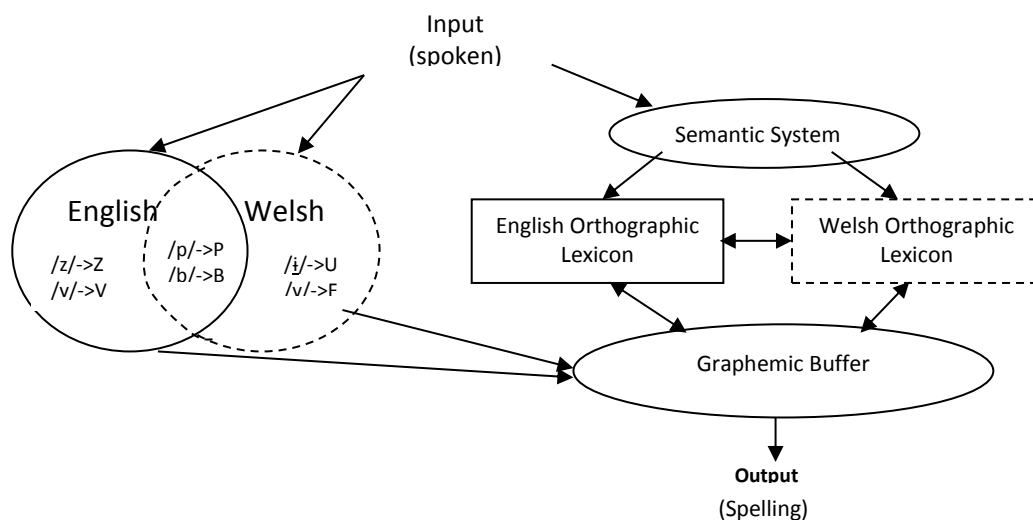 Input
(spoken)
Semantic System
English Welsh
/z/->Z
/v/->V
/p/->P
/b/->B
/ɨ/->U
/v/->F
English Orthographic
Lexicon
Welsh Orthographic
Lexicon
Graphemic Buffer
Output
(Spelling)